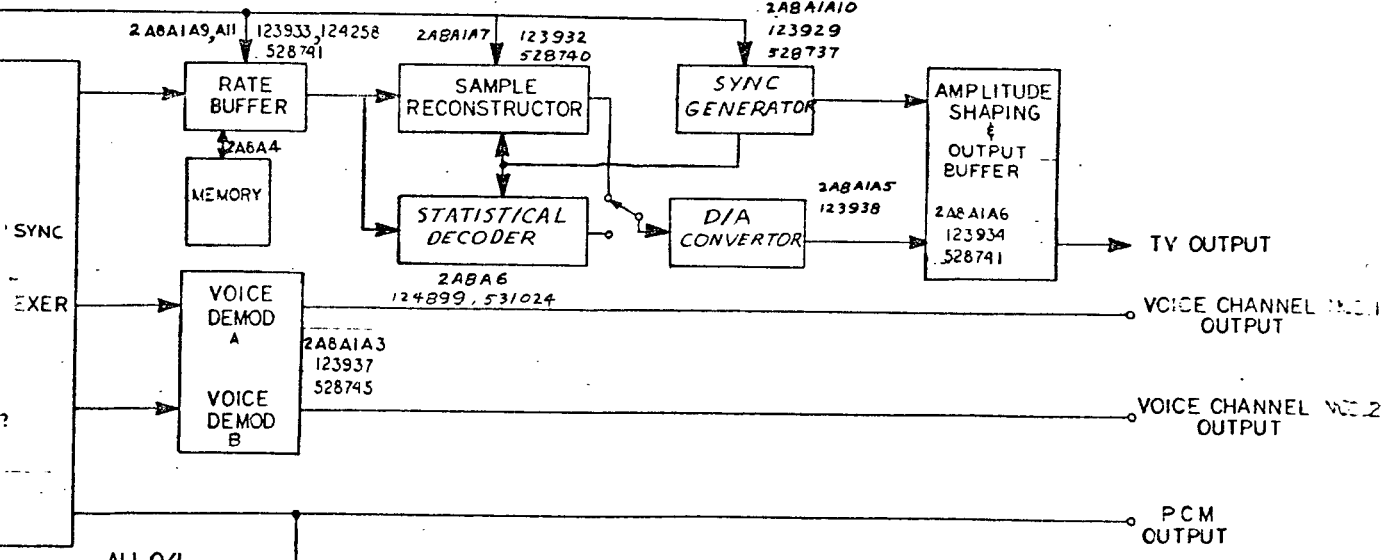 2A8A1A9, A11
123933, 124258
528741
2A8A1A7
123932
528740
2A8A1A10
123929
528737
RATE
BUFFER
SAMPLE
RECONSTRUCTOR
SYNC
GENERATOR
AMPLITUDE
SHAPING
&
OUTPUT
BUFFER
2A8A1A6
123934
528741
2A6A4
MEMORY
STATISTICAL
DECODER
2A8A6
124899, 531024
D/A
CONVERTOR
2A8A1A5
123938
TV OUTPUT
SYNC
EXER
VOICE
DEMOD
A
VOICE
DEMOD
B
2A8A1A3
123937
528745
VOICE CHANNEL
OUTPUT
VOICE CHANNEL
OUTPUT
?
PCM
OUTPUT